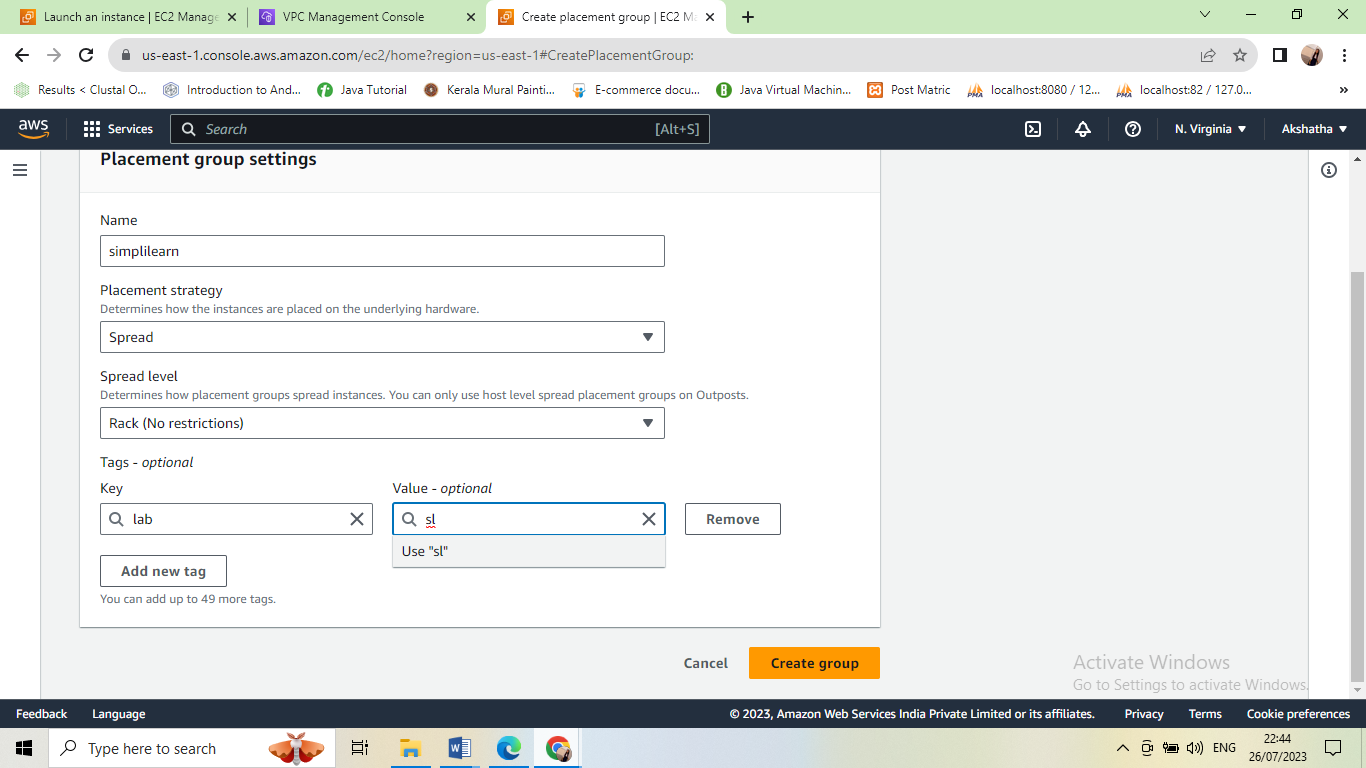 Launch an instance | EC2 Manage
VPC Management Console
Create placement group | EC2 Ma
us-east-1.console.aws.amazon.com/ec2/home?region=us-east-1#CreatePlacementGroup:
Results < Clustal O...
Introduction to And...
Java Tutorial
Kerala Mural Painti...
E-commerce docu...
Java Virtual Machin...
Post Matric
localhost:8080 / 12...
localhost:82 / 127.0...
aws
Services
Search
[Alt+S]
N. Virginia
Akshatha
Placement group settings
Name
simplilearn
Placement strategy
Determines how the instances are placed on the underlying hardware.
Spread
Spread level
Determines how placement groups spread instances. You can only use host level spread placement groups on Outposts.
Rack (No restrictions)
Tags - optional
Key
Value - optional
lab
sl
Remove
Use "sl"
Add new tag
You can add up to 49 more tags.
Cancel
Create group
Activate Windows
Go to Settings to activate Windows.
Feedback
Language
© 2023, Amazon Web Services India Private Limited or its affiliates.
Privacy
Terms
Cookie preferences
Type here to search
ENG
22:44
26/07/2023